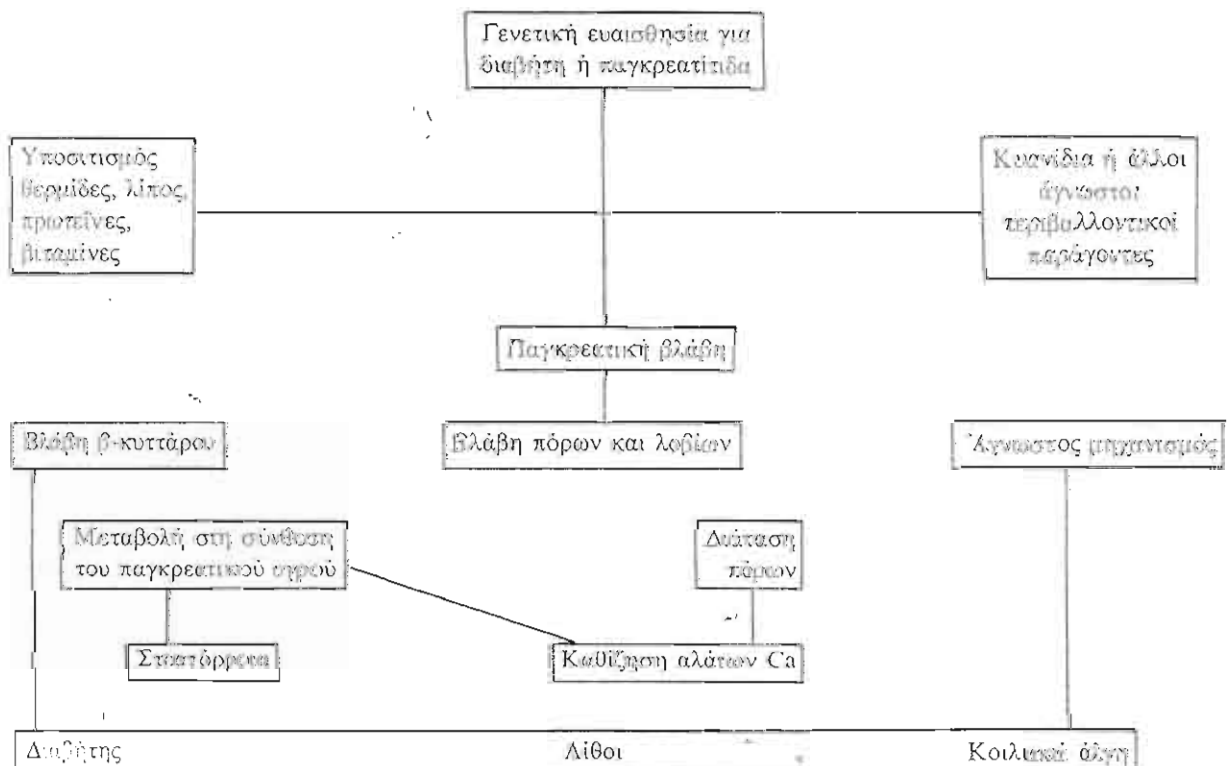 Γενετική ευαισθησία για
διαβήτη ή παγκρεατίτιδα
Υποσιτισμός
θερμίδες, λίπος,
πρωτεΐνες,
βιταμίνες
Κυανίδια ή άλλοι
άγνωστοι
περιβαλλοντικοί
παράγοντες
Παγκρεατική βλάβη
Βλάβη β-κυττάρου
Βλάβη πόρων και λοβίων
Άγνωστος μηχανισμός
Μεταβολή στη σύνθεση
του παγκρεατικού υγρού
Διάταση
πόρων
Στεατόρροια
Καθίζηση αλάτων Ca
Διαβήτης
Λίθοι
Κοιλιακά άλγη